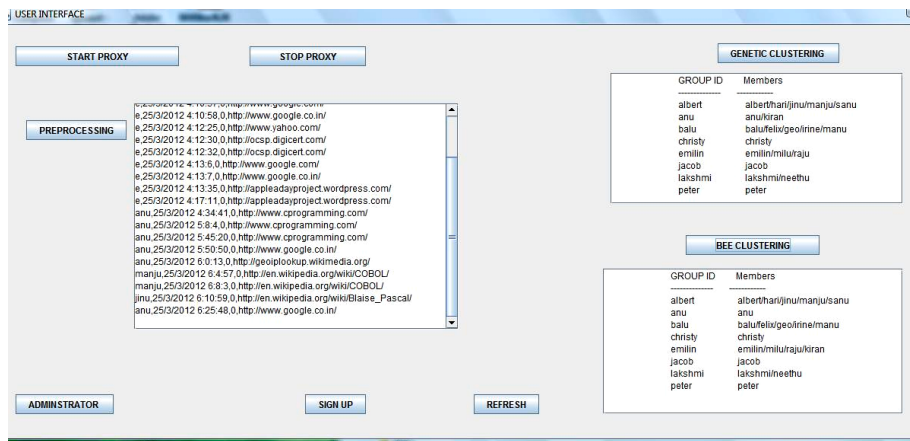 USER INTERFACE
START PROXY
STOP PROXY
GENETIC CLUSTERING
PREPROCESSING
e,25/3/2012 4:10:57,0,http://www.google.com/
e,25/3/2012 4:10:58,0,http://www.google.co.in/
e,25/3/2012 4:12:25,0,http://www.yahoo.com/
e,25/3/2012 4:12:30,0,http://ocsp.digicert.com/
e,25/3/2012 4:12:32,0,http://ocsp.digicert.com/
e,25/3/2012 4:13:6,0,http://www.google.com/
e,25/3/2012 4:13:7,0,http://www.google.co.in/
e,25/3/2012 4:13:35,0,http://appleadayproject.wordpress.com/
e,25/3/2012 4:17:11,0,http://appleadayproject.wordpress.com/
anu,25/3/2012 4:34:41,0,http://www.cprogramming.com/
anu,25/3/2012 5:8:4,0,http://www.cprogramming.com/
anu,25/3/2012 5:45:20,0,http://www.cprogramming.com/
anu,25/3/2012 5:50:50,0,http://www.google.co.in/
anu,25/3/2012 6:0:13,0,http://geoiplookup.wikimedia.org/
manju,25/3/2012 6:4:57,0,http://en.wikipedia.org/wiki/COBOL/
manju,25/3/2012 6:8:3,0,http://en.wikipedia.org/wiki/COBOL/
jinu,25/3/2012 6:10:59,0,http://en.wikipedia.org/wiki/Blaise_Pascal/
anu,25/3/2012 6:25:48,0,http://www.google.co.in/
GROUP ID Members
-------------- ------------
albert albert/hari/jinu/manju/sanu
anu anu/kiran
balu balu/felix/geo/irine/manu
christy christy
emilin emilin/milu/raju
jacob jacob
lakshmi lakshmi/neethu
peter peter
BEE CLUSTERING
GROUP ID Members
-------------- ------------
albert albert/hari/jinu/manju/sanu
anu anu
balu balu/felix/geo/irine/manu
christy christy
emilin emilin/milu/raju/kiran
jacob jacob
lakshmi lakshmi/neethu
peter peter
ADMINSTRATOR
SIGN UP
REFRESH